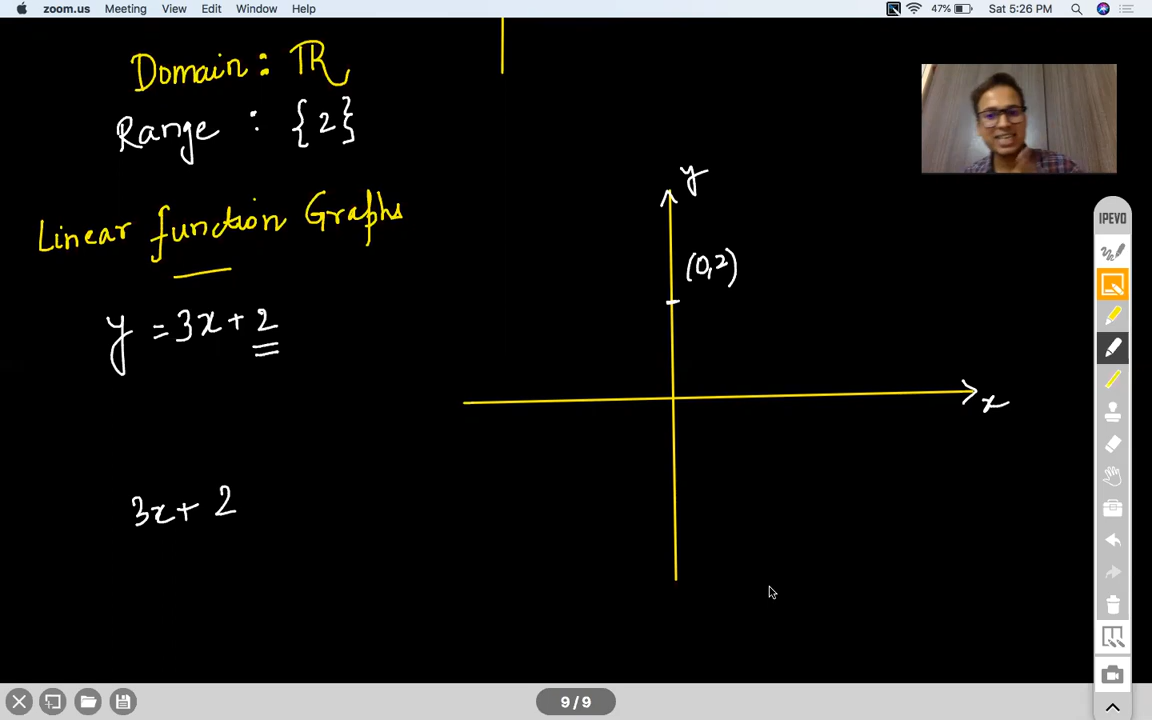 zoom.us Meeting View Edit Window Help 47% Sat 5:26 PM
Domain: IR
Range : {2}
Linear function Graphs
y = 3x + 2
3x + 2
y
(0,2)
x
IPEVO
9 / 9